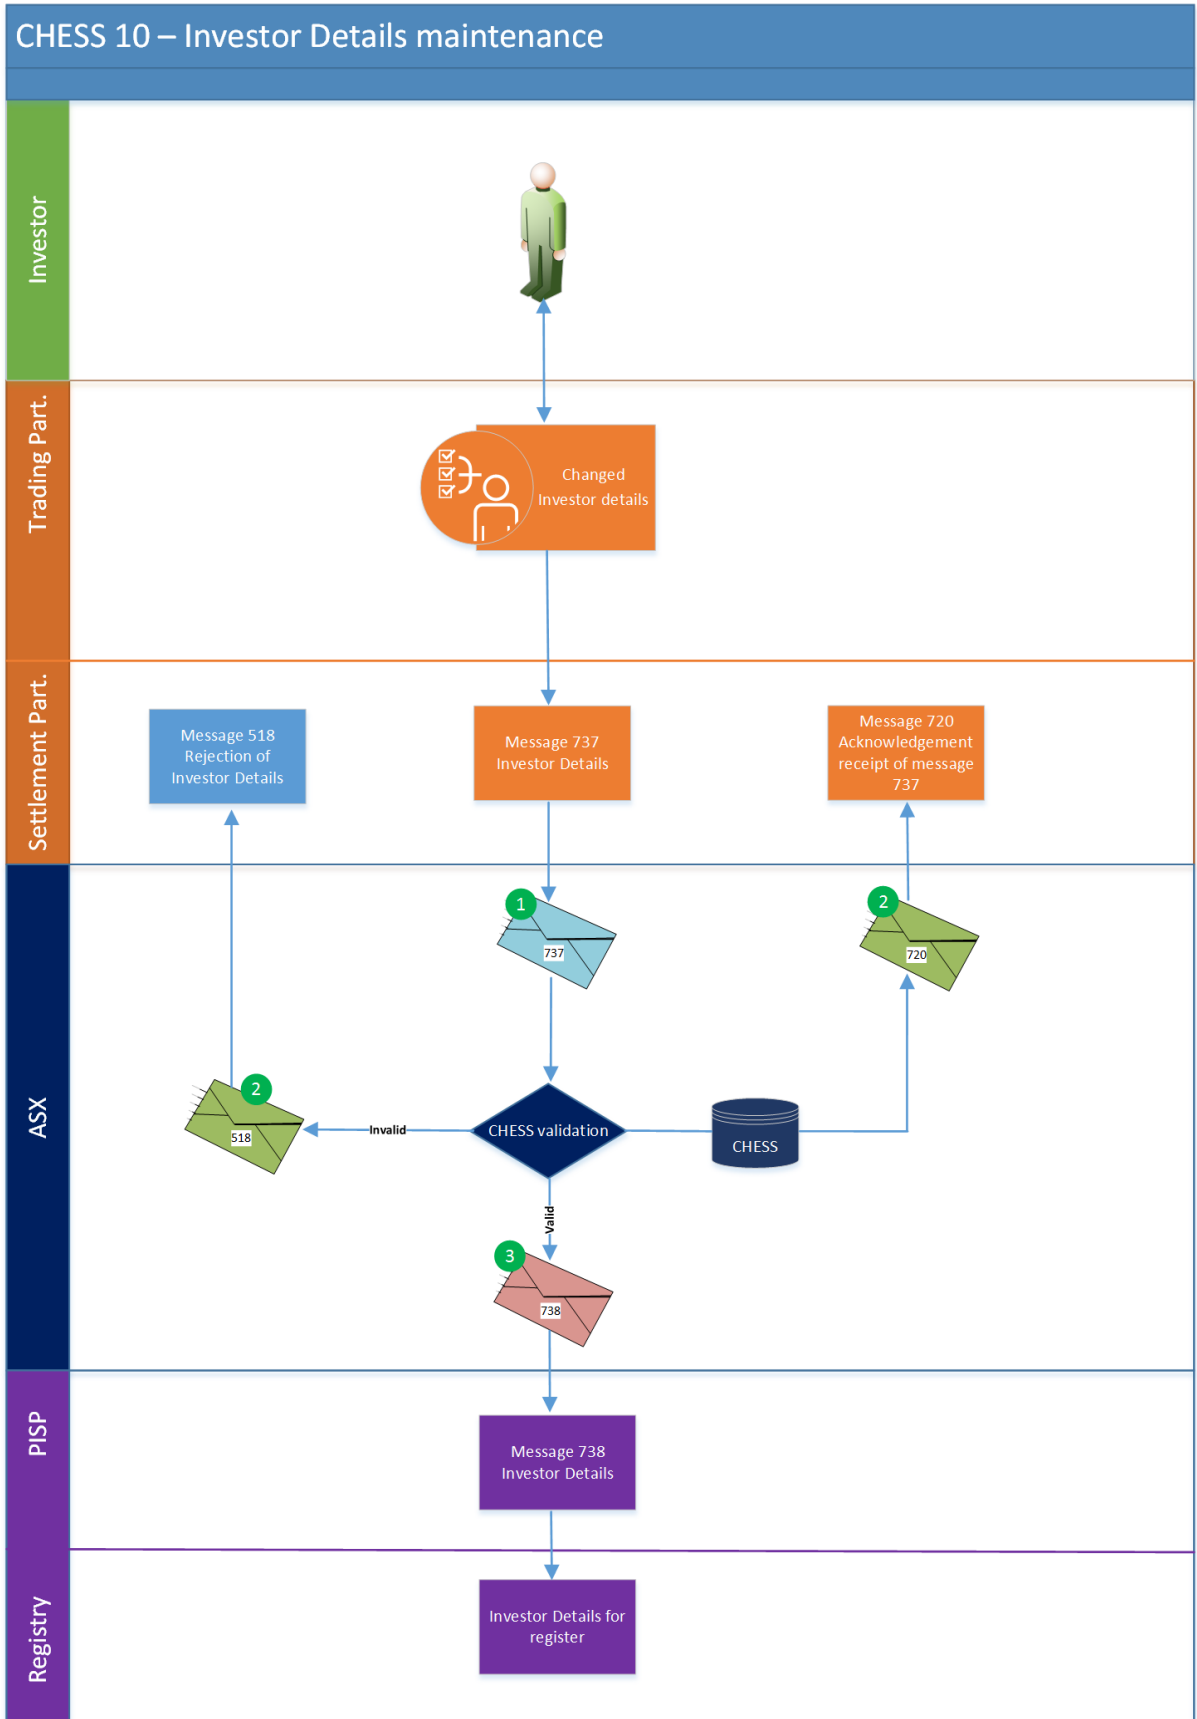 CHESS 10 – Investor Details maintenance
Investor
Trading Part.
Changed
Investor details
Settlement Part.
Message 518
Rejection of
Investor Details
Message 737
Investor Details
Message 720
Acknowledgement
receipt of message
737
ASX
1
737
2
720
2
518
Invalid
CHESS validation
CHESS
Valid
3
738
PISP
Message 738
Investor Details
Registry
Investor Details for
register